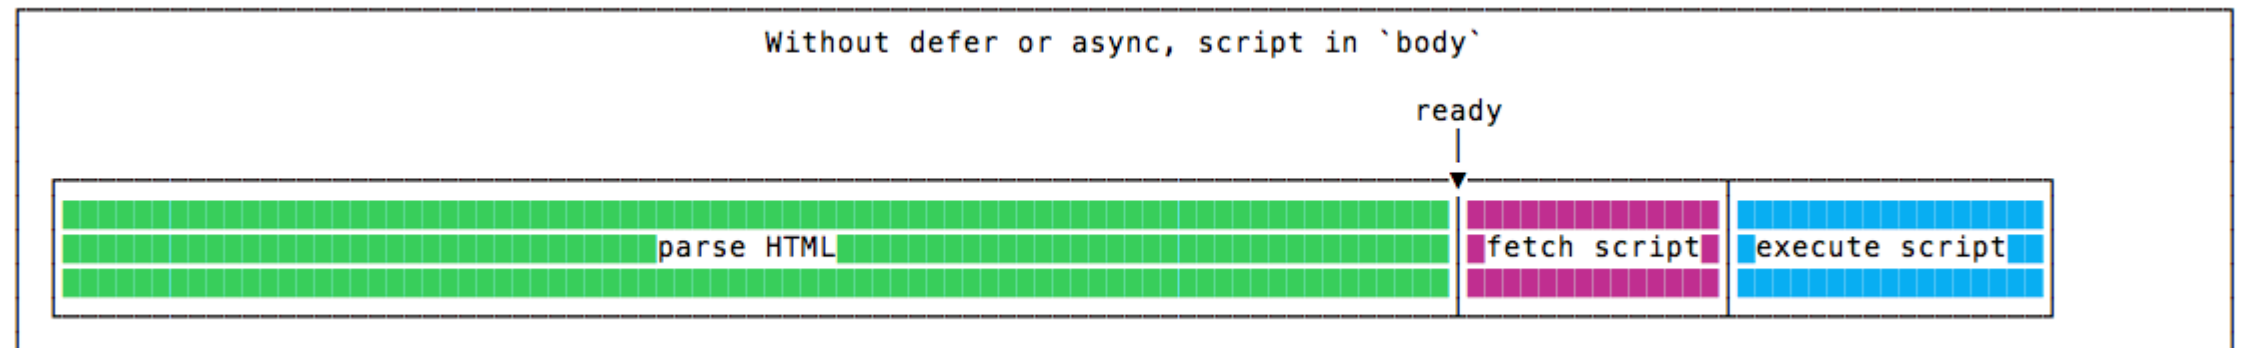 Without defer or async, script in `body`
ready
parse HTML fetch script execute script